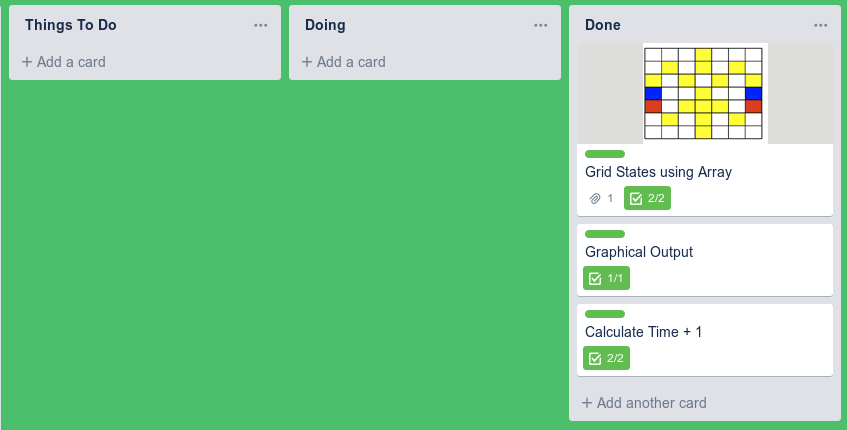 Things To Do
+ Add a card
Doing
+ Add a card
Done
Grid States using Array
1
2/2
Graphical Output
1/1
Calculate Time + 1
2/2
+ Add another card